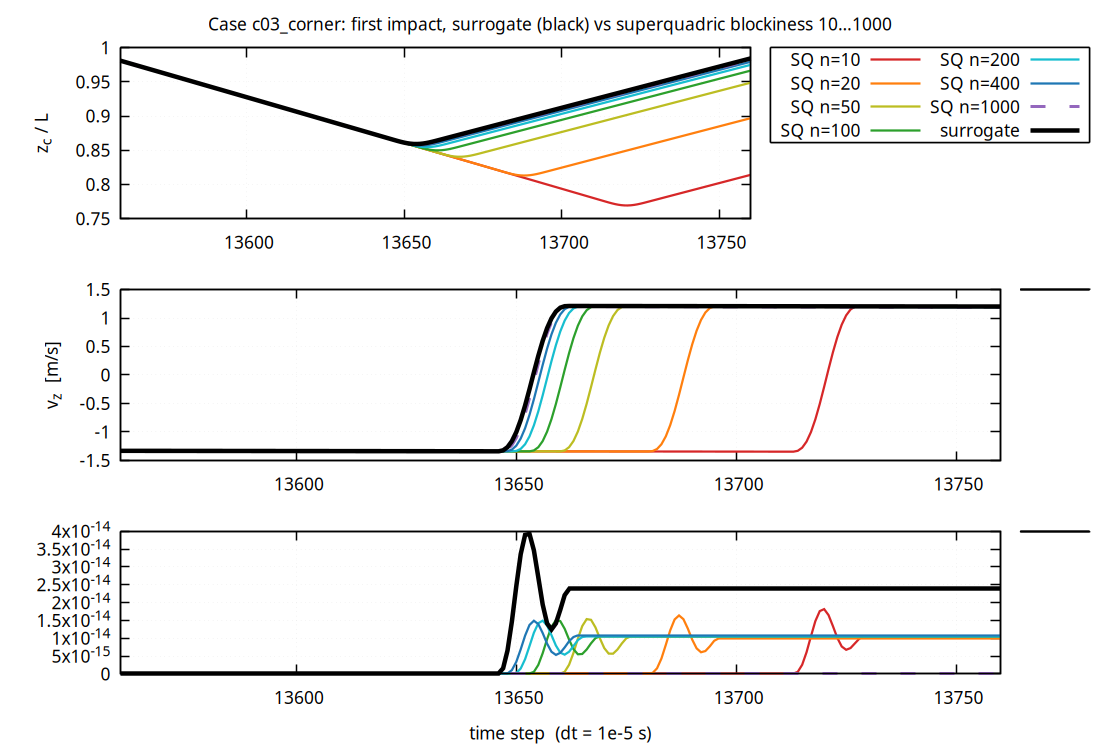 Case c03_corner: first impact, surrogate (black) vs superquadric blockiness 10...1000
1
0.95
0.9
0.85
0.8
0.75
z_c / L
13600 13650 13700 13750
SQ n=10 SQ n=200
SQ n=20 SQ n=400
SQ n=50 SQ n=1000
SQ n=100 surrogate
1.5
1
0.5
0
-0.5
-1
-1.5
v_z [m/s]
13600 13650 13700 13750
4x10^-14
3.5x10^-14
3x10^-14
2.5x10^-14
2x10^-14
1.5x10^-14
1x10^-14
5x10^-15
0
13600 13650 13700 13750
time step (dt = 1e-5 s)